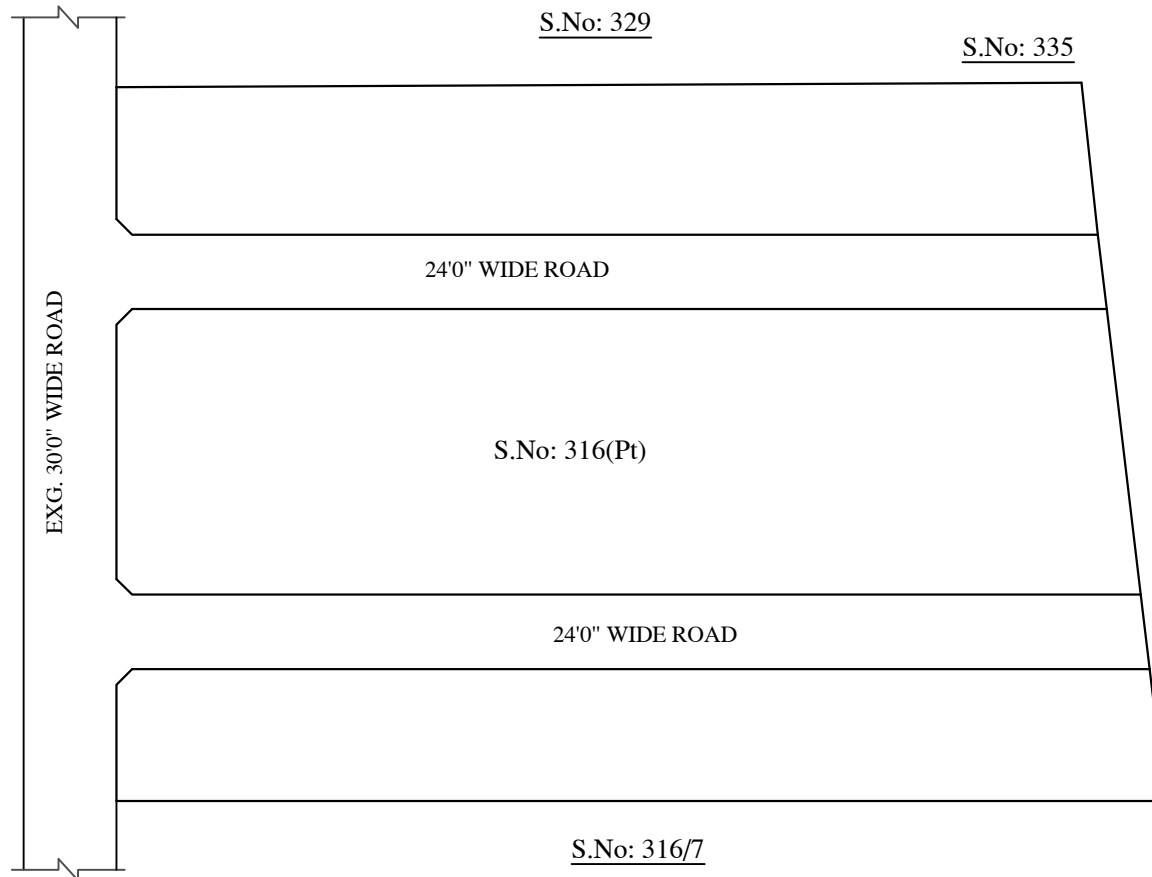 S.No: 329
S.No: 335
24'0" WIDE ROAD
EXG. 30'0" WIDE ROAD
S.No: 316(Pt)
24'0" WIDE ROAD
S.No: 316/7